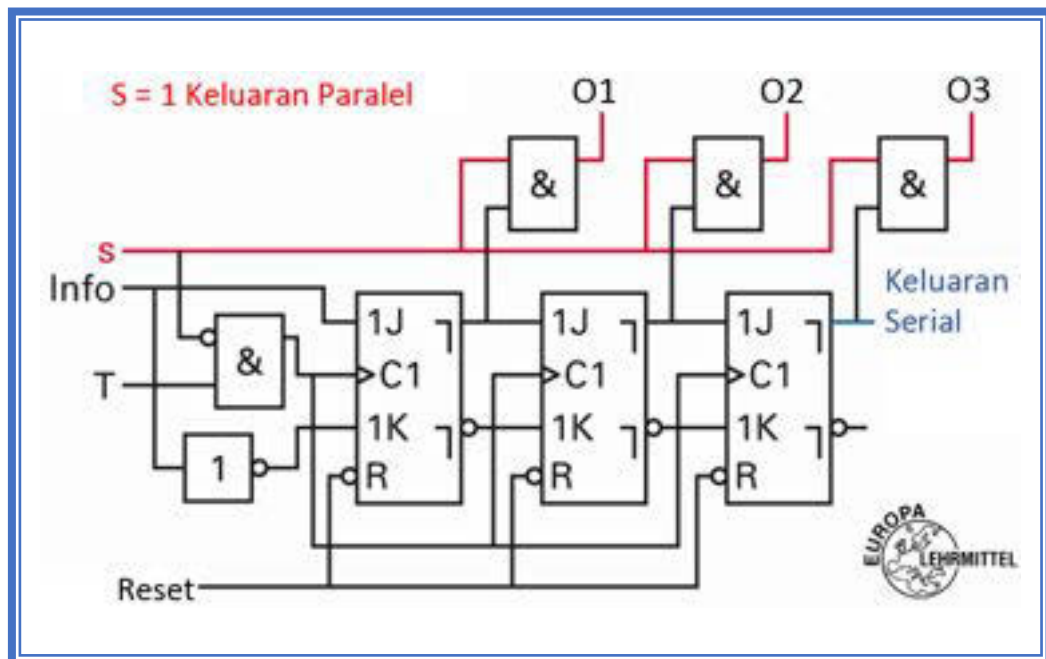 S = 1 Keluaran Paralel
O1 O2 O3
& & &
S
Info
Keluaran
Serial
1J 1J 1J
&
T
C1 C1 C1
1K 1K 1K
1
R R R
Reset
EUROPA
LEHRMITTEL